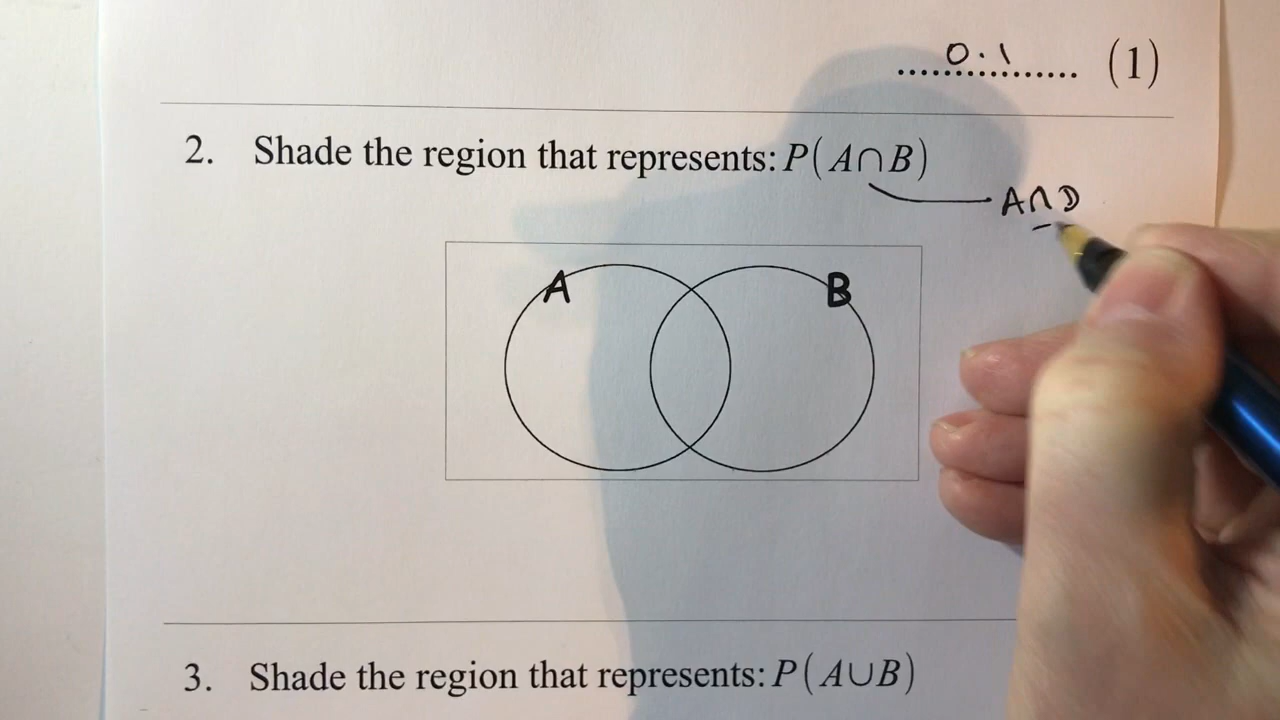 0.1 ................ (1)
2. Shade the region that represents: P(A∩B)
A∩D
A B
3. Shade the region that represents: P(A∪B)